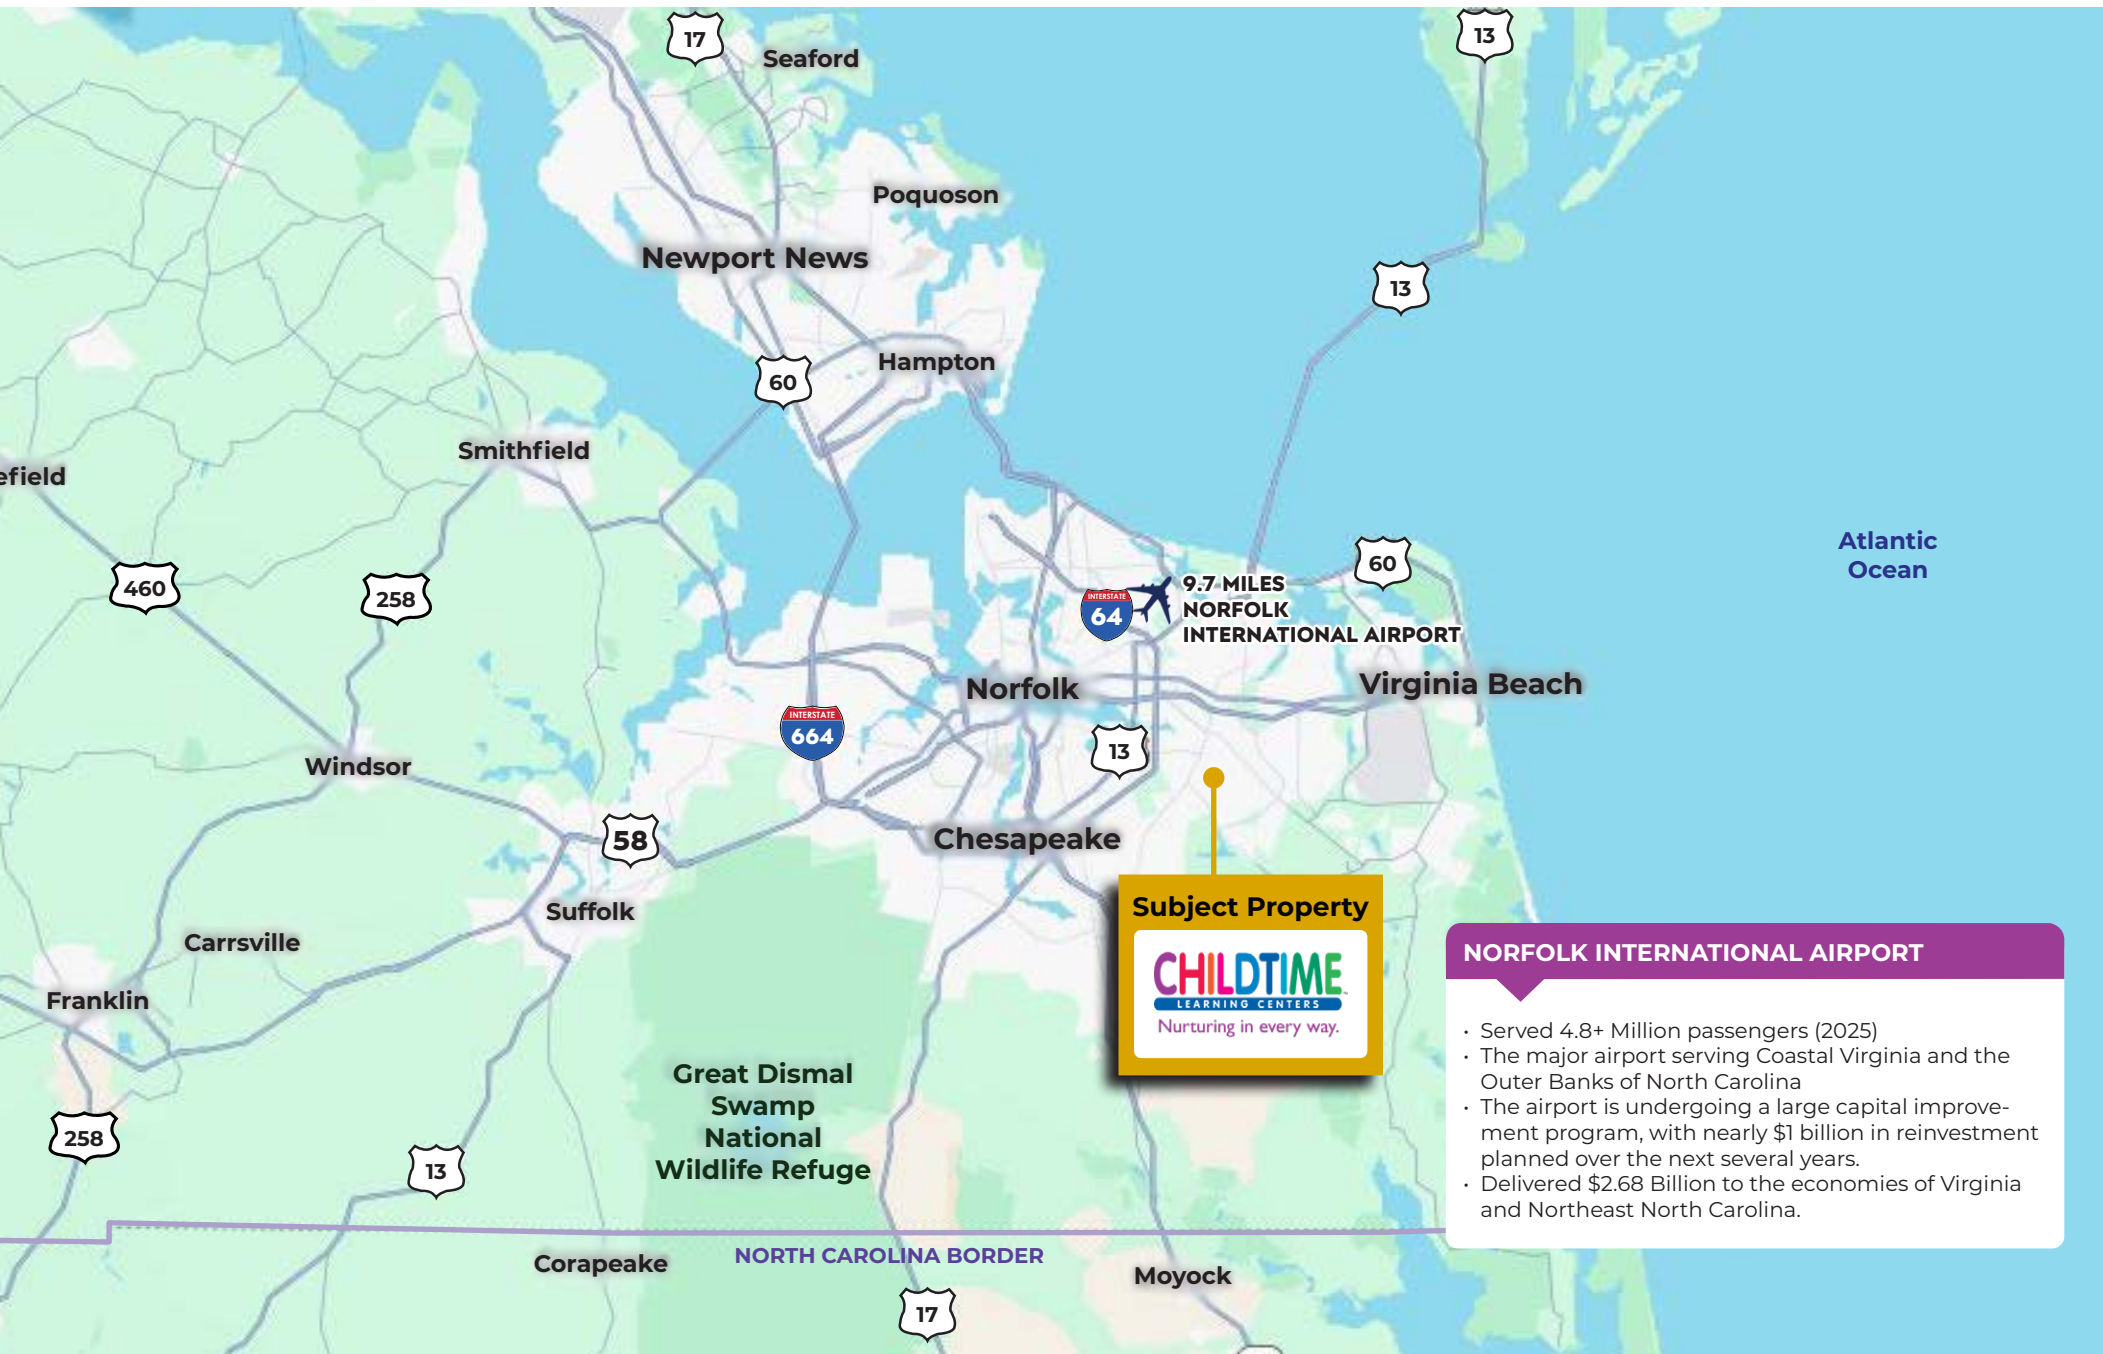 17
13
Seaford
Poquoson
Newport News
13
Hampton
60
Smithfield
efield
Atlantic
Ocean
60
460
258
INTERSTATE
64
9.7 MILES
NORFOLK
INTERNATIONAL AIRPORT
Norfolk
Virginia Beach
INTERSTATE
664
13
Windsor
58
Chesapeake
Suffolk
Carrsville
Franklin
Subject Property
CHILDTIME
LEARNING CENTERS
Nurturing in every way.
NORFOLK INTERNATIONAL AIRPORT
· Served 4.8+ Million passengers (2025)
· The major airport serving Coastal Virginia and the
Outer Banks of North Carolina
· The airport is undergoing a large capital improve-
ment program, with nearly $1 billion in reinvestment
planned over the next several years.
· Delivered $2.68 Billion to the economies of Virginia
and Northeast North Carolina.
Great Dismal
Swamp
National
Wildlife Refuge
258
13
NORTH CAROLINA BORDER
Corapeake
Moyock
17